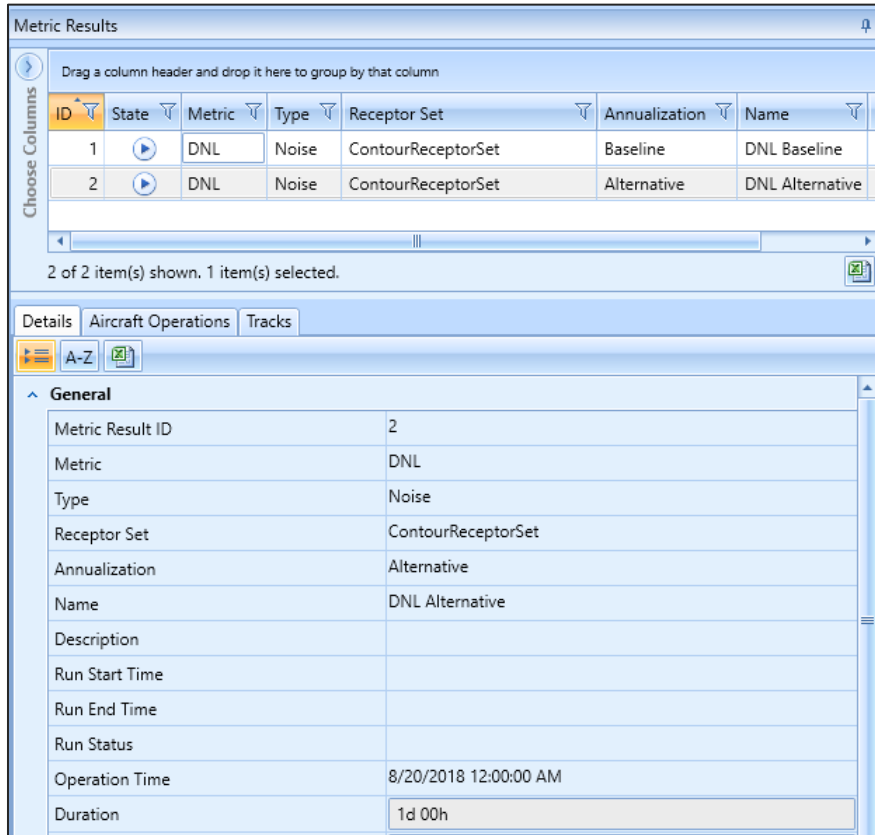 Metric Results
Choose Columns
Drag a column header and drop it here to group by that column
ID State Metric Type Receptor Set Annualization Name
1 DNL Noise ContourReceptorSet Baseline DNL Baseline
2 DNL Noise ContourReceptorSet Alternative DNL Alternative
2 of 2 item(s) shown. 1 item(s) selected.
Details Aircraft Operations Tracks
A-Z
General
Metric Result ID 2
Metric DNL
Type Noise
Receptor Set ContourReceptorSet
Annualization Alternative
Name DNL Alternative
Description
Run Start Time
Run End Time
Run Status
Operation Time 8/20/2018 12:00:00 AM
Duration 1d 00h